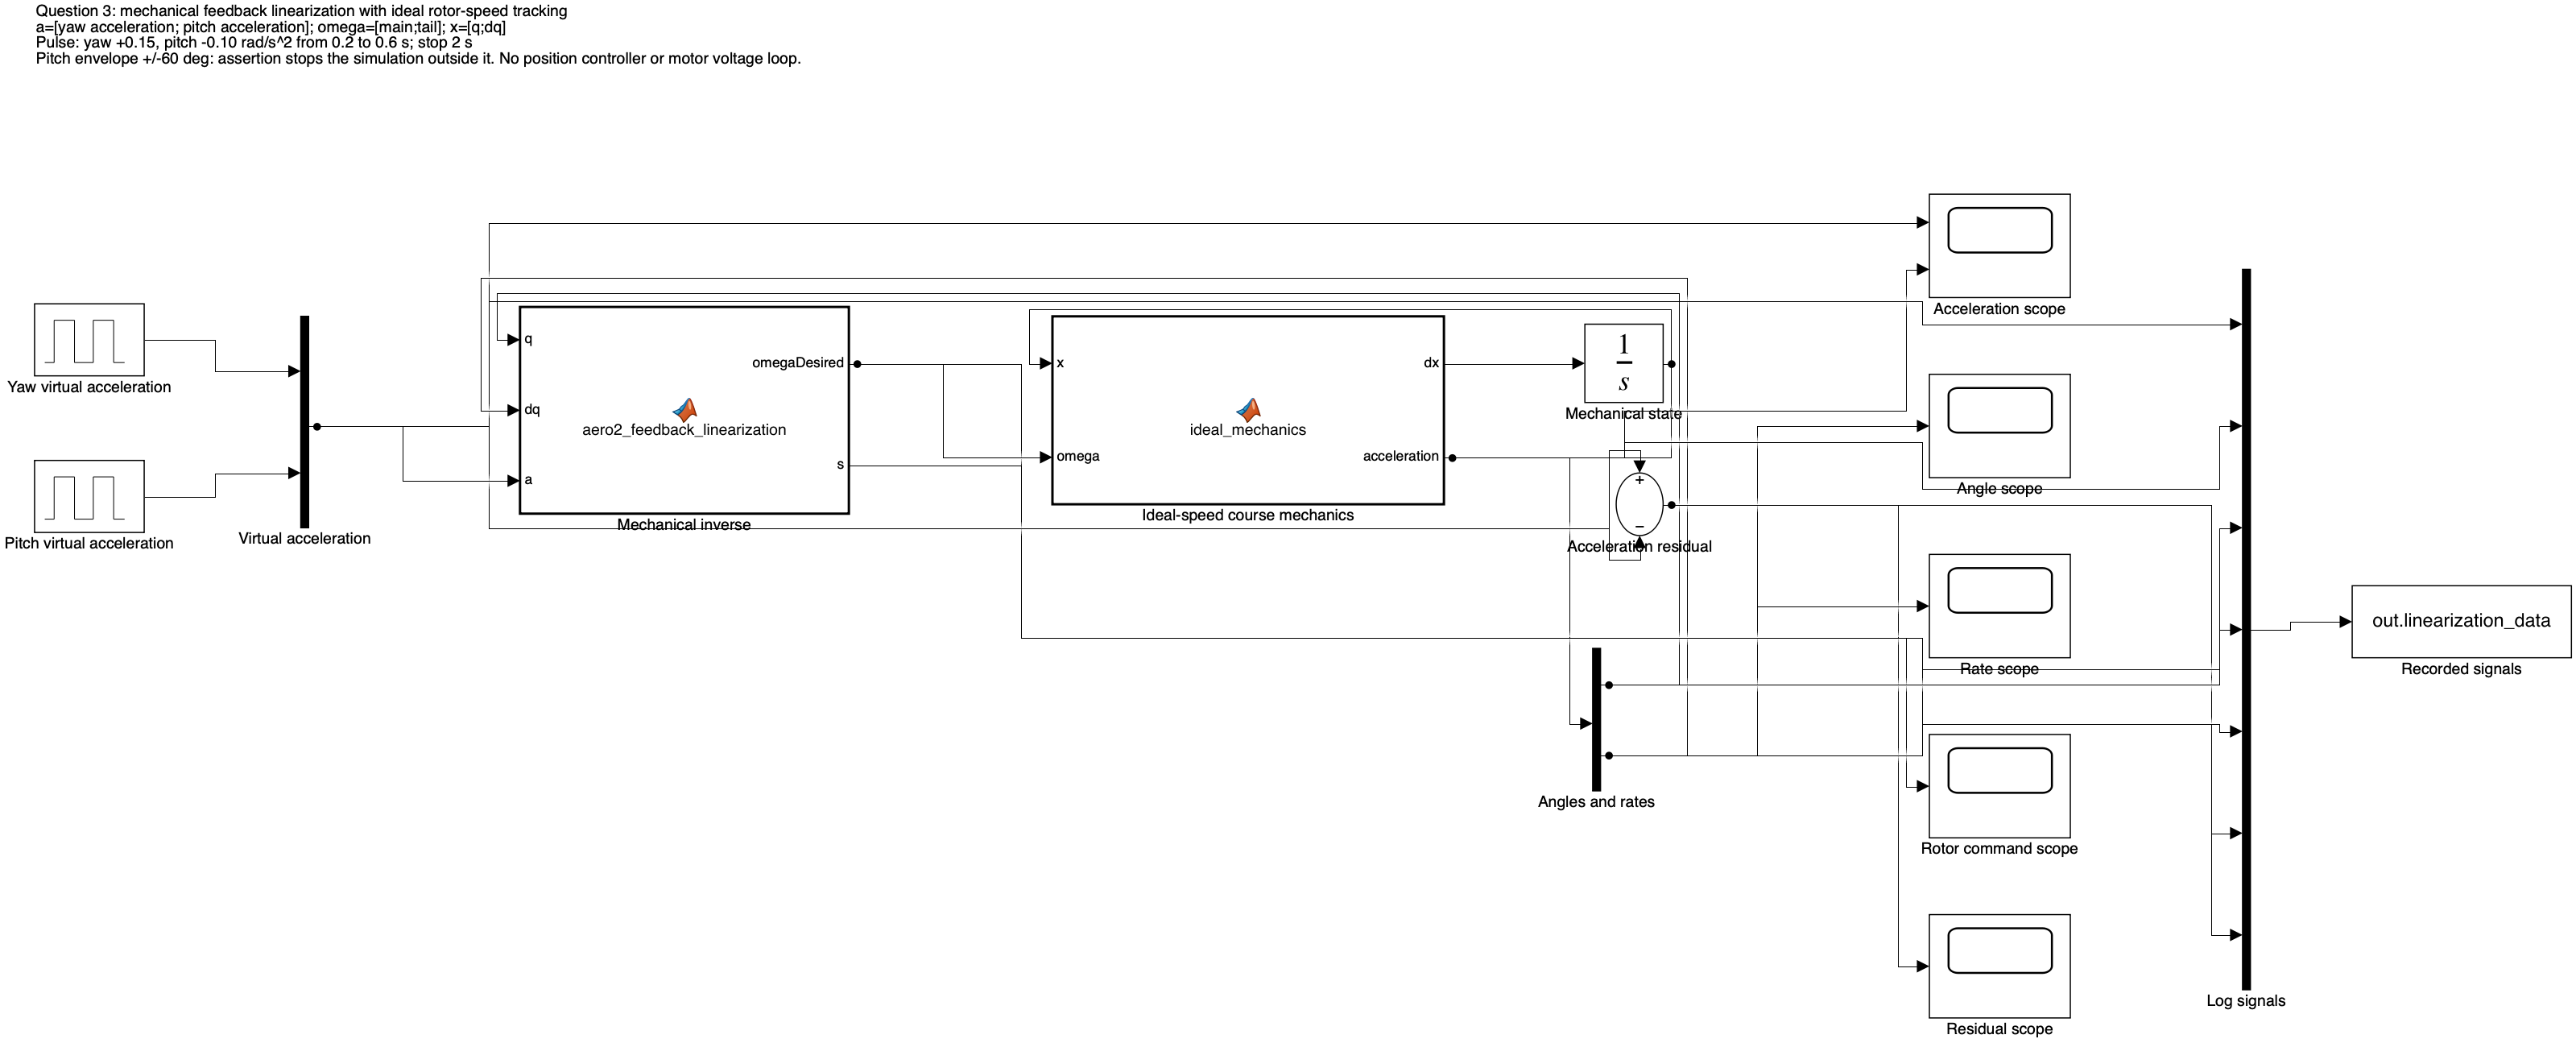 Question 3: mechanical feedback linearization with ideal rotor-speed tracking
a=[yaw acceleration; pitch acceleration]; omega=[main;tail]; x=[q;dq]
Pulse: yaw +0.15, pitch -0.10 rad/s^2 from 0.2 to 0.6 s; stop 2 s
Pitch envelope +/-60 deg: assertion stops the simulation outside it. No position controller or motor voltage loop.
Yaw virtual acceleration
Pitch virtual acceleration
Virtual acceleration
q
dq
a
omegaDesired
s
aero2_feedback_linearization
Mechanical inverse
x
omega
dx
acceleration
ideal_mechanics
Ideal-speed course mechanics
1
s
Mechanical state
+
−
Acceleration residual
Angles and rates
Acceleration scope
Angle scope
Rate scope
Rotor command scope
Residual scope
Log signals
out.linearization_data
Recorded signals